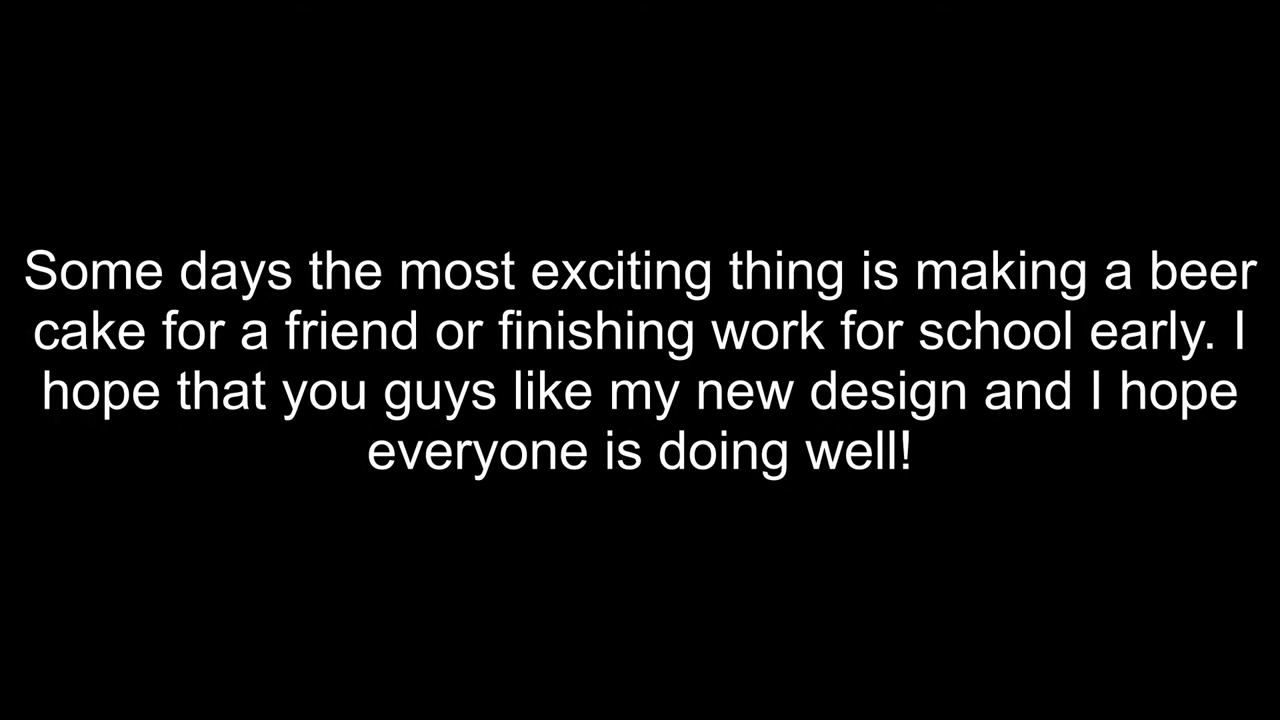 Some days the most exciting thing is making a beer
cake for a friend or finishing work for school early. I
hope that you guys like my new design and I hope
everyone is doing well!